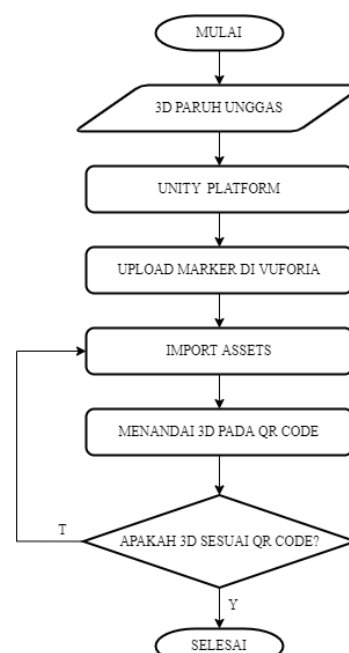 MULAI
3D PARUH UNGGAS
UNITY PLATFORM
UPLOAD MARKER DI VUFORIA
IMPORT ASSETS
MENANDAI 3D PADA QR CODE
APAKAH 3D SESUAI QR CODE?
T
Y
SELESAI